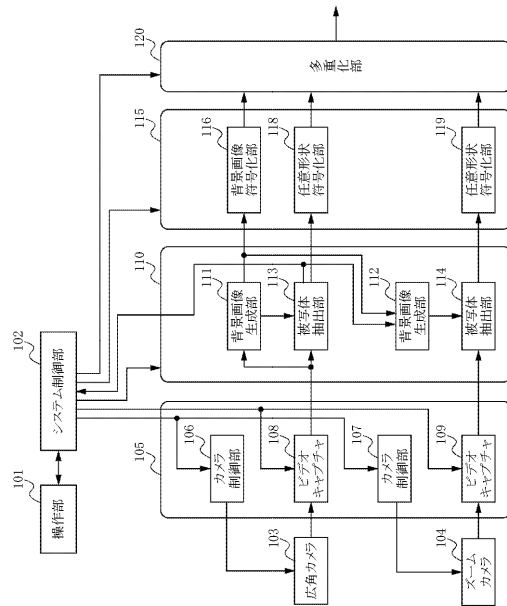 101
操作部
102
システム制御部
103
広角カメラ
104
ズーム
カメラ
105
106
カメラ
制御部
108
ビデオ
キャプチャ
107
カメラ
制御部
109
ビデオ
キャプチャ
110
111
背景画像
生成部
113
被写体
抽出部
112
背景画像
生成部
114
被写体
抽出部
115
116
背景画像
符号化部
118
任意形状
符号化部
119
任意形状
符号化部
120
多重化部